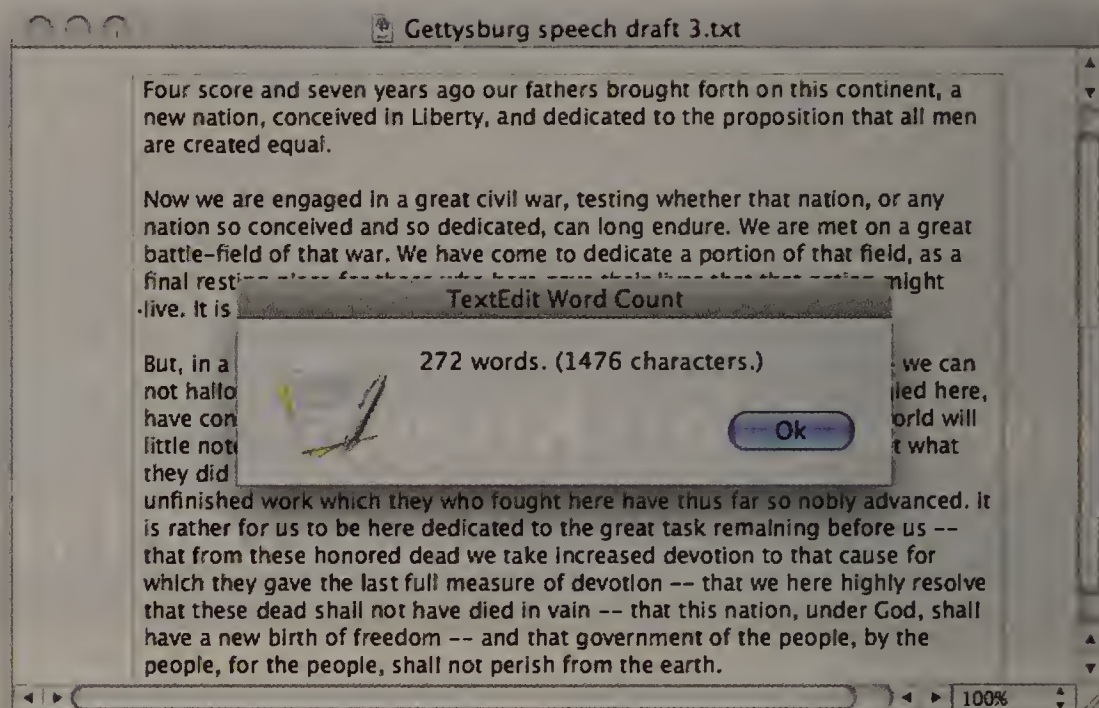 Gettysburg speech draft 3.txt
Four score and seven years ago our fathers brought forth on this continent, a
new nation, conceived in Liberty, and dedicated to the proposition that all men
are created equal.
Now we are engaged in a great civil war, testing whether that nation, or any
nation so conceived and so dedicated, can long endure. We are met on a great
battle-field of that war. We have come to dedicate a portion of that field, as a
final might
live. It is
TextEdit Word Count
272 words. (1476 characters.)
Ok
But, in a we can
not here,
have will
little what
they did
unfinished work which they who fought here have thus far so nobly advanced. It
is rather for us to be here dedicated to the great task remaining before us --
that from these honored dead we take increased devotion to that cause for
which they gave the last full measure of devotion -- that we here highly resolve
that these dead shall not have died in vain -- that this nation, under God, shall
have a new birth of freedom -- and that government of the people, by the
people, for the people, shall not perish from the earth.
100%